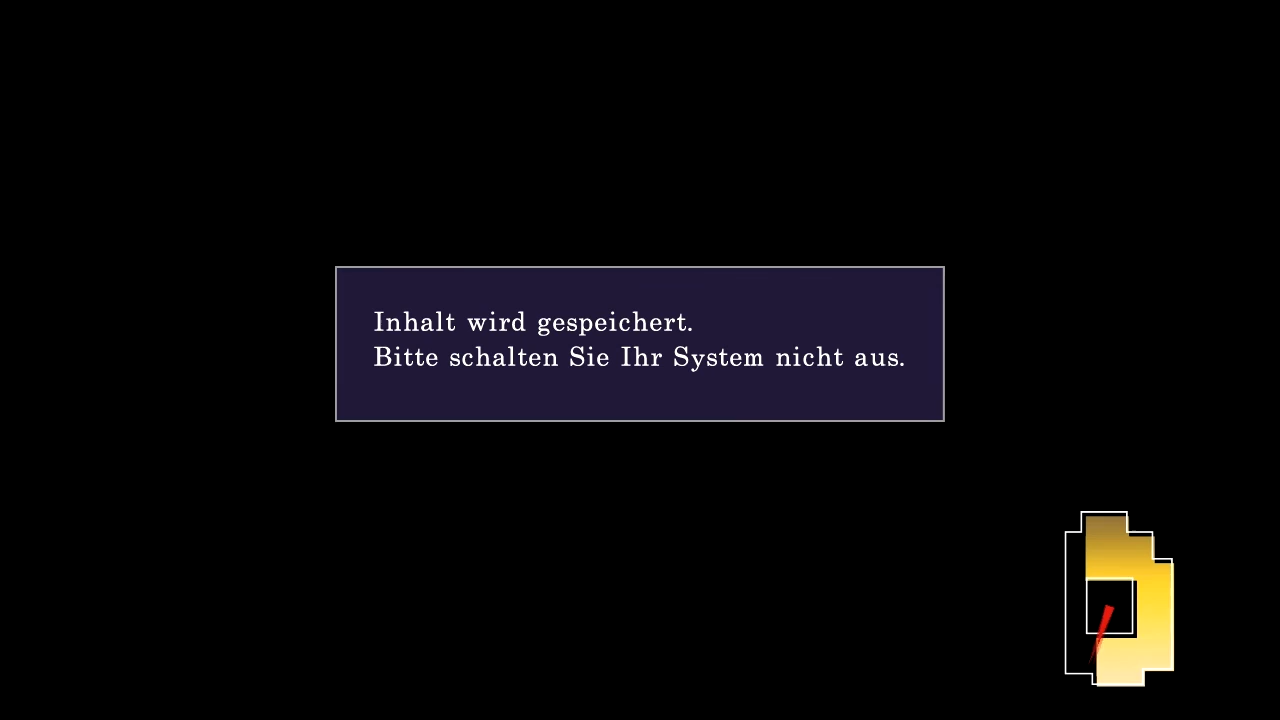 Inhalt wird gespeichert.
Bitte schalten Sie Ihr System nicht aus.